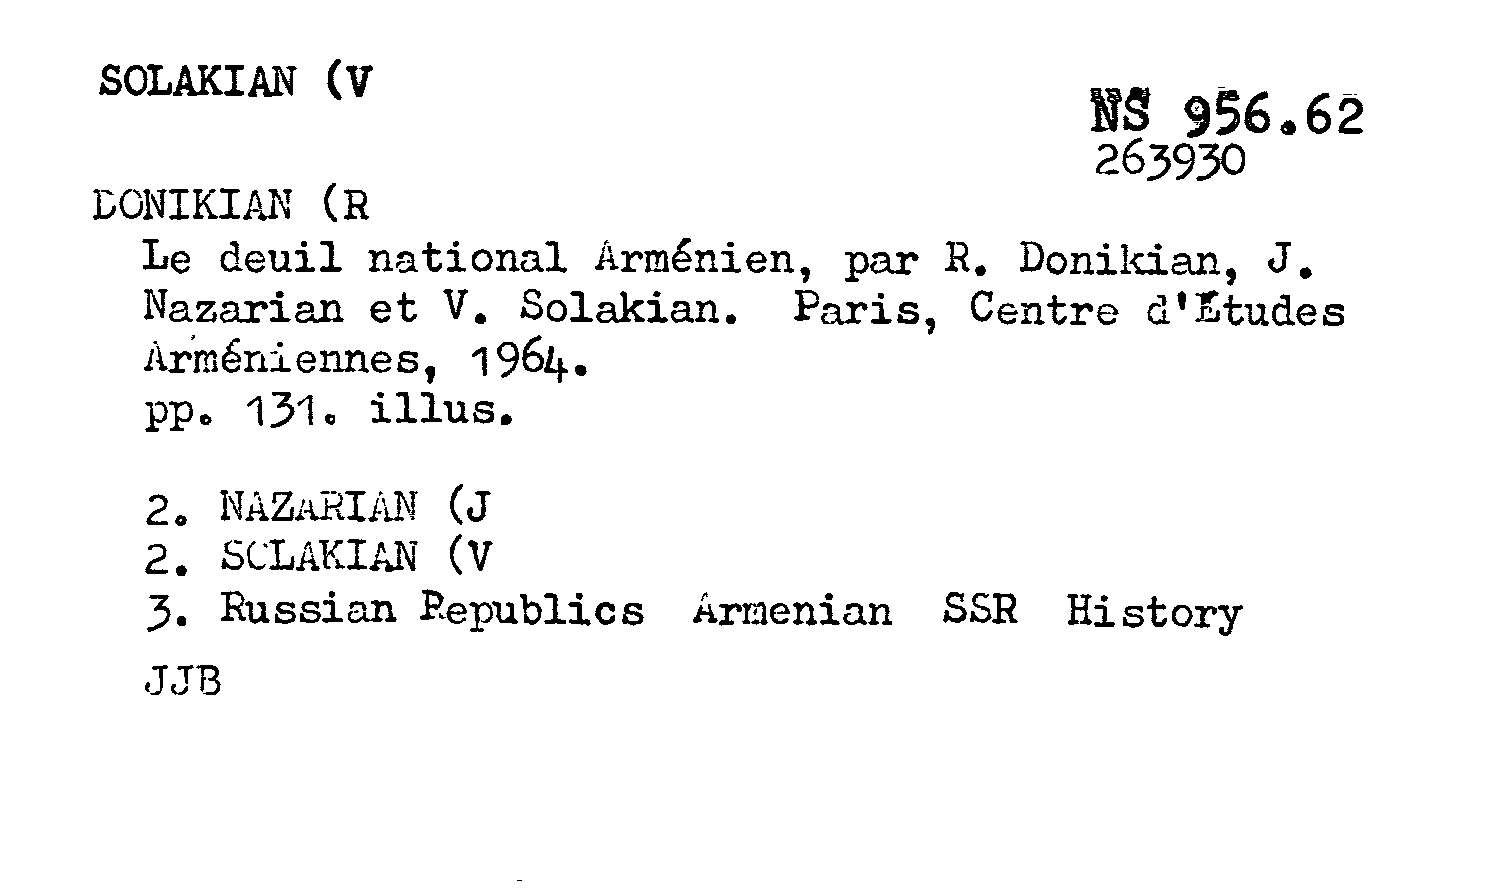 SOLAKIAN (V
NS 956.62
263930
DONIKIAN (R
Le deuil national Arménien, par R. Donikian, J.
Nazarian et V. Solakian. Paris, Centre d'Etudes
Arméniennes, 1964.
pp. 131. illus.
2. NAZARIAN (J
2. SOLAKIAN (V
3. Russian Republics Armenian SSR History
JJB